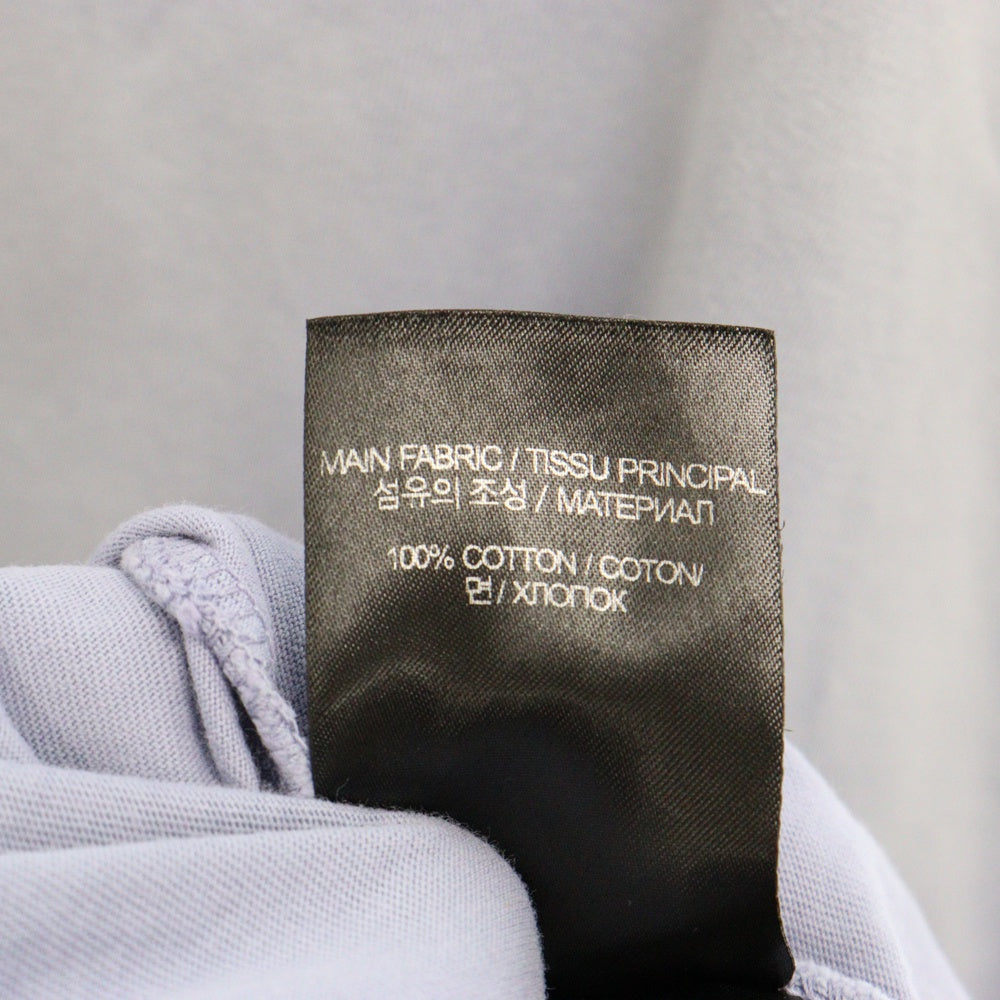 MAIN FABRIC / TISSU PRINCIPAL
섬유의 조성 / МАТЕРИАЛ
100% COTTON / COTON/
면 / ХЛОПОК